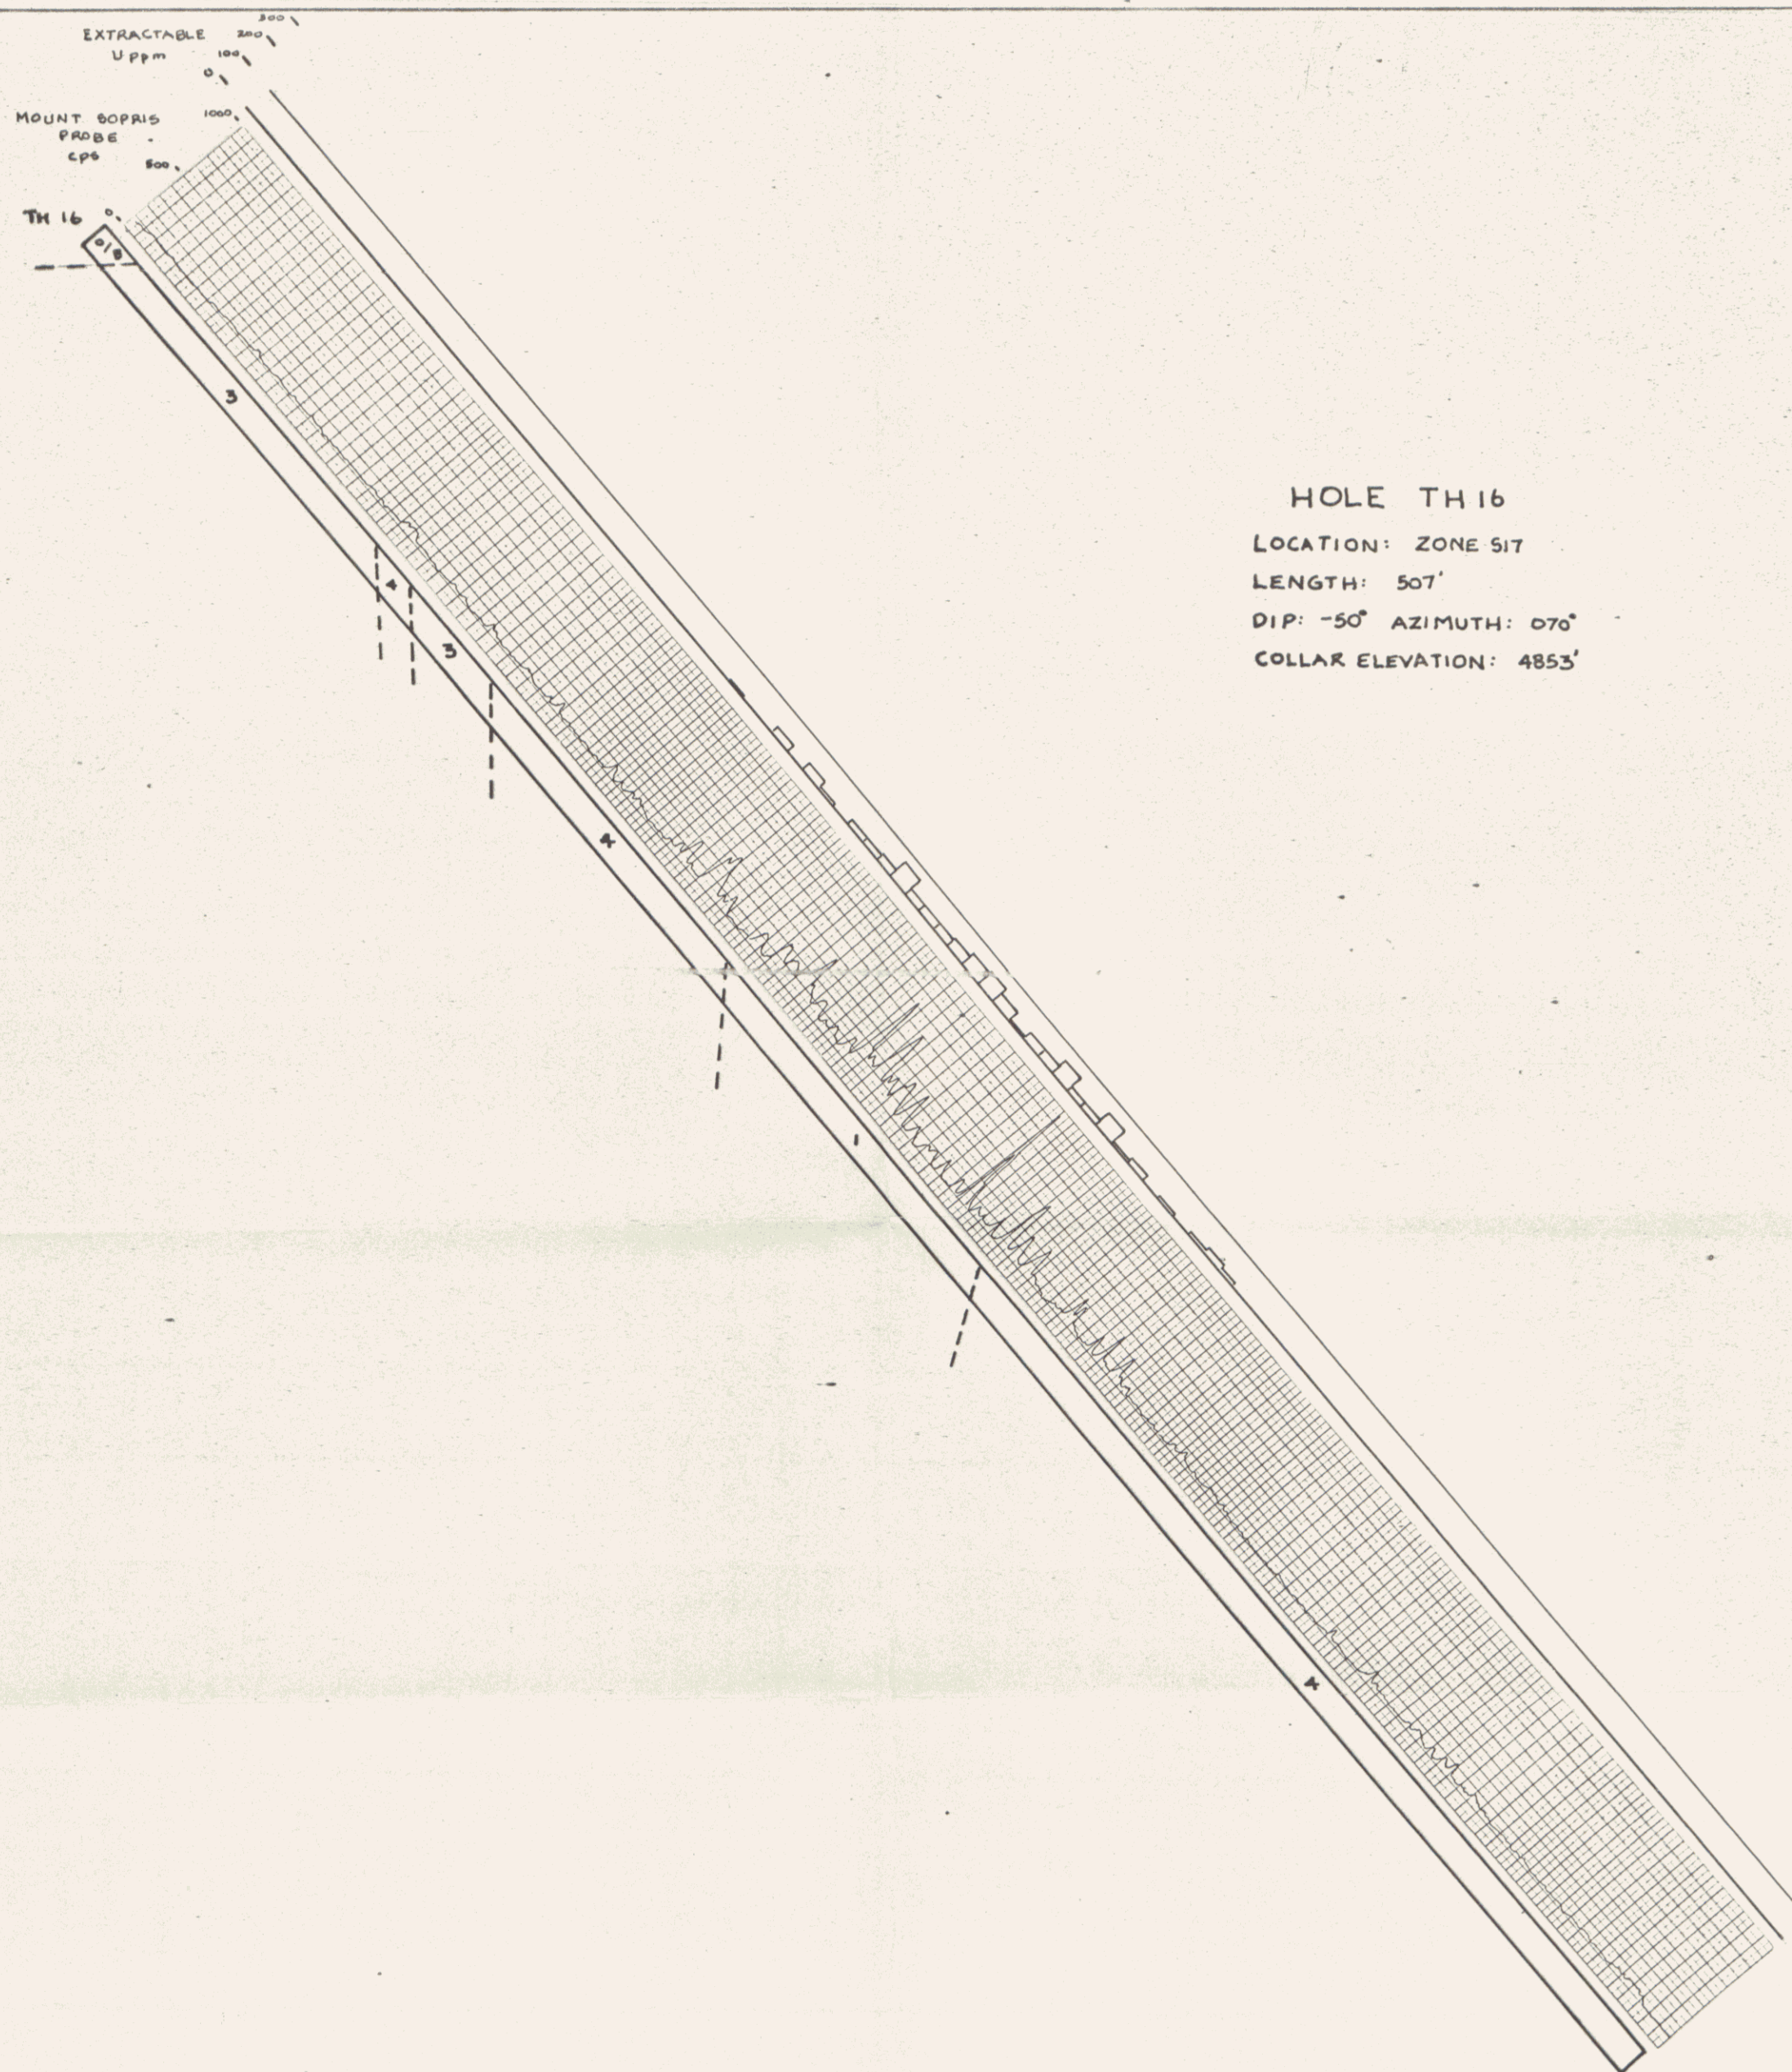 300
EXTRACTABLE 200
U ppm 100
0
MOUNT SOPRIS 1000
PROBE
cps 500
TH 16 0
O/B
3
4
3
4
1
4
HOLE TH 16
LOCATION: ZONE S17
LENGTH: 507'
DIP: -50° AZIMUTH: 070°
COLLAR ELEVATION: 4853'